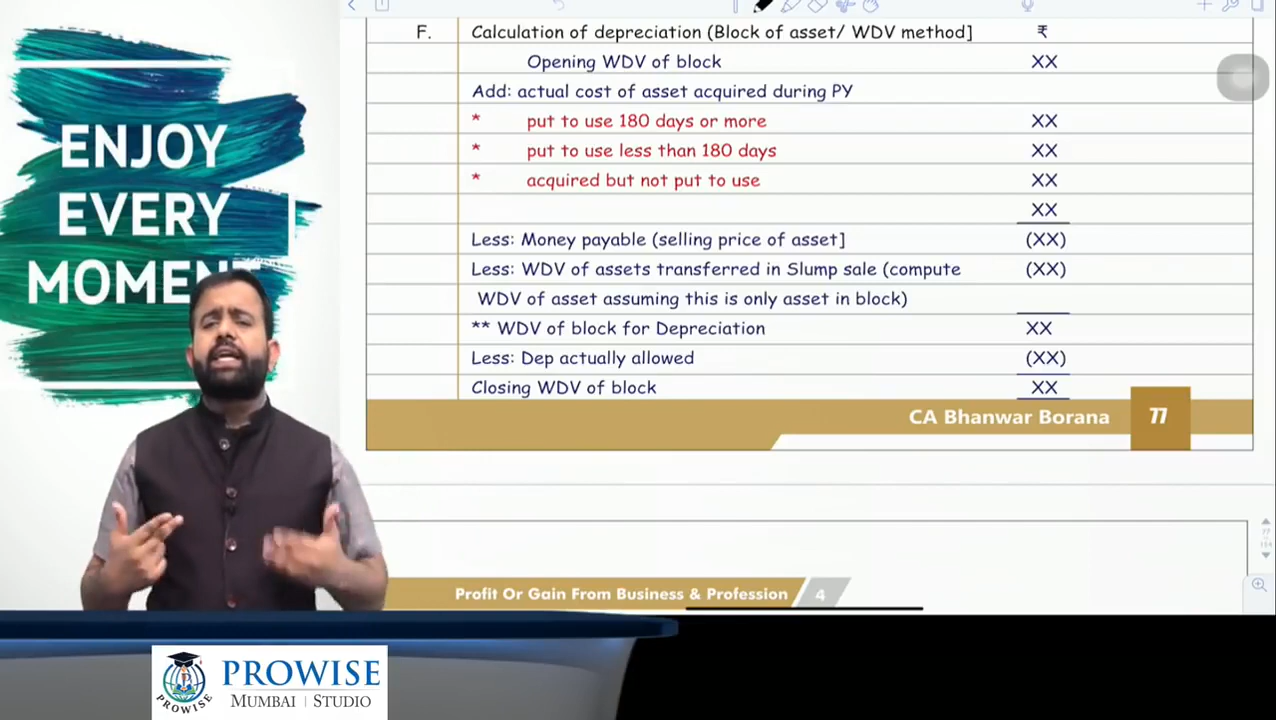 ENJOY
EVERY
MOMENT
F. Calculation of depreciation (Block of asset/ WDV method] ₹
Opening WDV of block XX
Add: actual cost of asset acquired during PY
* put to use 180 days or more XX
* put to use less than 180 days XX
* acquired but not put to use XX
XX
Less: Money payable (selling price of asset] (XX)
Less: WDV of assets transferred in Slump sale (compute (XX)
WDV of asset assuming this is only asset in block)
** WDV of block for Depreciation XX
Less: Dep actually allowed (XX)
Closing WDV of block XX
CA Bhanwar Borana 77
Profit Or Gain From Business & Profession 4
PROWISE
PROWISE
MUMBAI | STUDIO